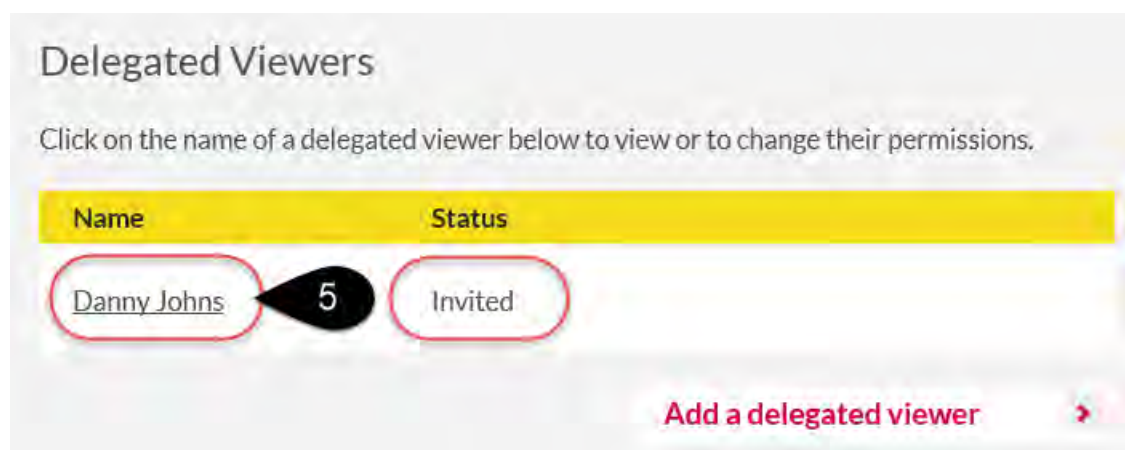 Delegated Viewers
Click on the name of a delegated viewer below to view or to change their permissions.
Name Status
Danny Johns 5 Invited
Add a delegated viewer